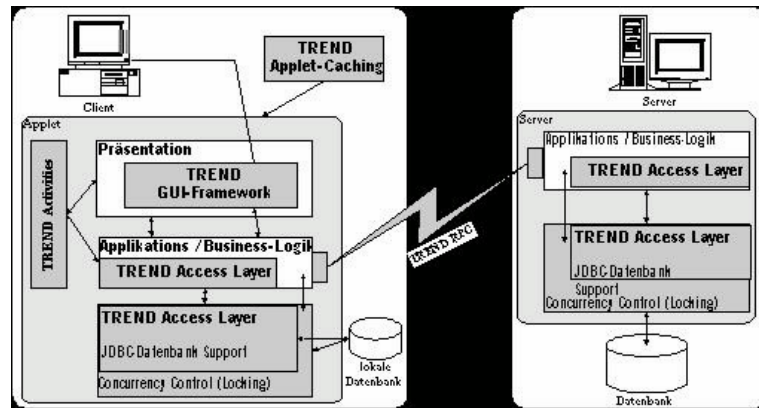 TREND
Applet-Caching
Client
Applet
TREND Activities
Präsentation
TREND
GUI-Framework
Applikations / Business-Logik
TREND Access Layer
TREND Access Layer
JDBC Datenbank Support
Concurrency Control (Locking)
lokale
Datenbank
TREND RPC
Server
Server
Applikations / Business-Logik
TREND Access Layer
TREND Access Layer
JDBC Datenbank
Support
Concurrency Control (Locking)
Datenbank